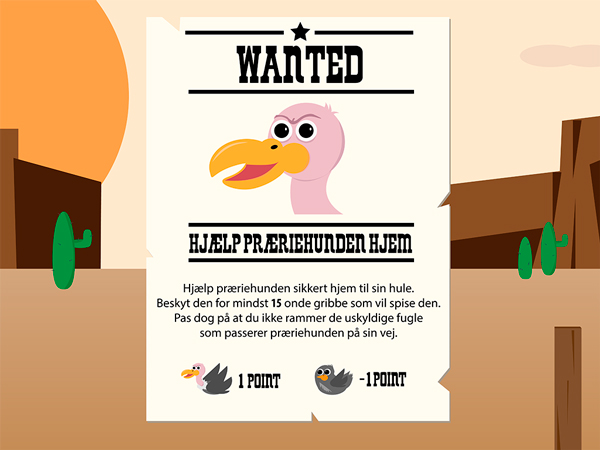 WANTED
HJÆLP PRÆRIEHUNDEN HJEM
Hjælp præriehunden sikkert hjem til sin hule.
Beskyt den for mindst 15 onde gribbe som vil spise den.
Pas dog på at du ikke rammer de uskyldige fugle
som passerer præriehunden på sin vej.
1 POINT
-1 POINT